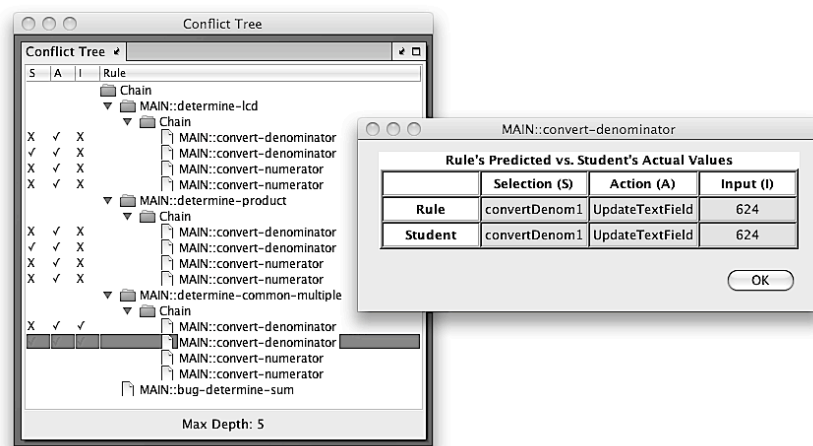 Conflict Tree
Conflict Tree
S A I Rule
Chain
MAIN::determine-lcd
Chain
X √ X MAIN::convert-denominator
√ √ X MAIN::convert-denominator
X √ X MAIN::convert-numerator
X √ X MAIN::convert-numerator
MAIN::determine-product
Chain
X √ X MAIN::convert-denominator
√ √ X MAIN::convert-denominator
X √ X MAIN::convert-numerator
X √ X MAIN::convert-numerator
MAIN::determine-common-multiple
Chain
X √ √ MAIN::convert-denominator
√ √ √ MAIN::convert-denominator
MAIN::convert-numerator
MAIN::convert-numerator
MAIN::bug-determine-sum
Max Depth: 5
MAIN::convert-denominator
Rule's Predicted vs. Student's Actual Values
Selection (S) Action (A) Input (I)
Rule convertDenom1 UpdateTextField 624
Student convertDenom1 UpdateTextField 624
OK